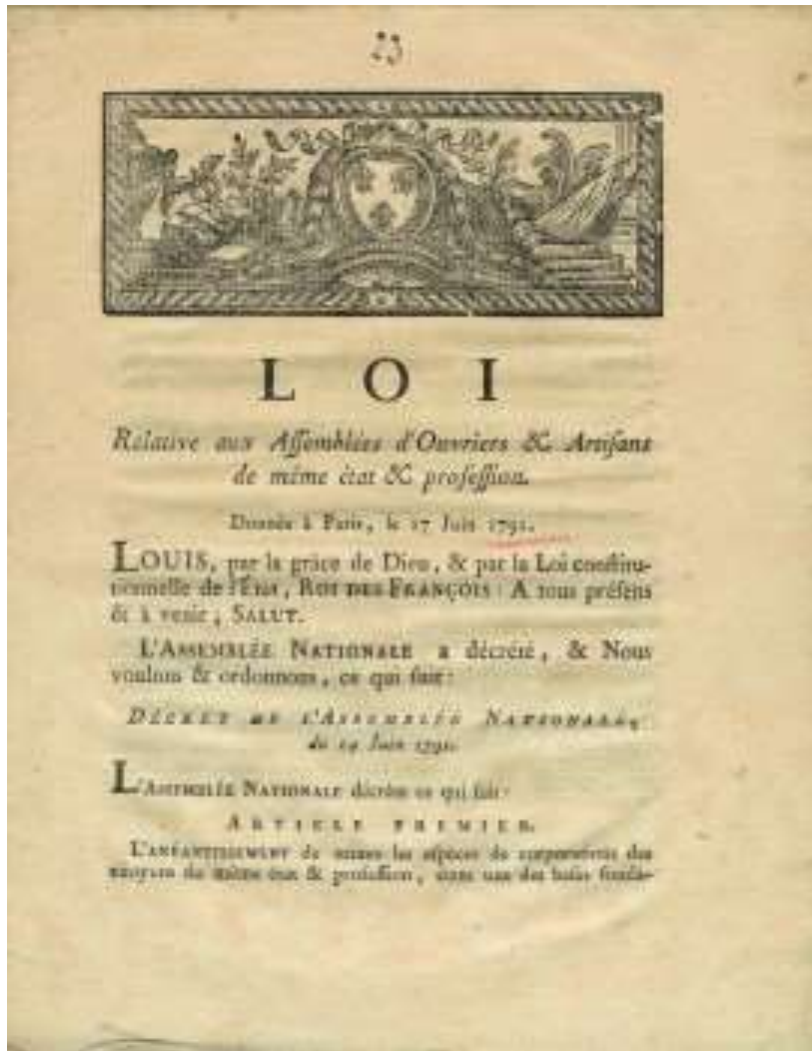 23
LOI
Relative aux Assemblées d'Ouvriers & Artisans
de même état & profession.
Donnée à Paris, le 17 Juin 1791.
LOUIS, par la grâce de Dieu, & par la Loi constitu-
tionnelle de l'État, ROI DES FRANÇOIS : A tous présens
& à venir, SALUT.
L'ASSEMBLÉE NATIONALE a décrété, & Nous
voulons & ordonnons, ce qui suit :
DÉCRET DE L'ASSEMBLÉE NATIONALE,
du 14 Juin 1791.
L'ASSEMBLÉE NATIONALE décrète ce qui suit :
ARTICLE PREMIER.
L'ANÉANTISSEMENT de toutes les espèces de corporations des
citoyens du même état & profession, étant une des bases fonda-